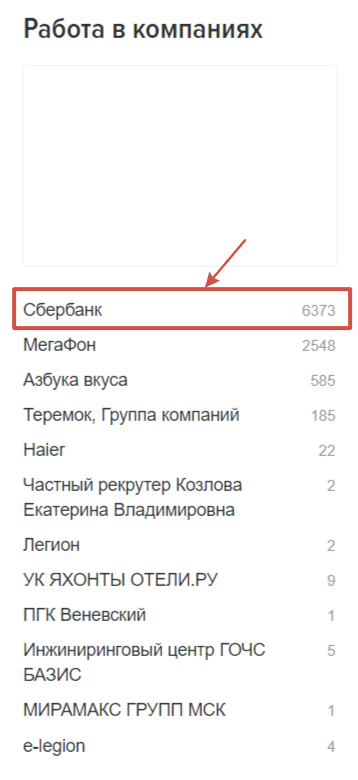 Работа в компаниях
Сбербанк 6373
МегаФон 2548
Азбука вкуса 585
Теремок, Группа компаний 185
Haier 22
Частный рекрутер Козлова 2
Екатерина Владимировна
Легион 2
УК ЯХОНТЫ ОТЕЛИ.РУ 9
ПГК Веневский 1
Инжиниринговый центр ГОЧС 5
БАЗИС
МИРАМАКС ГРУПП МСК 1
e-legion 4